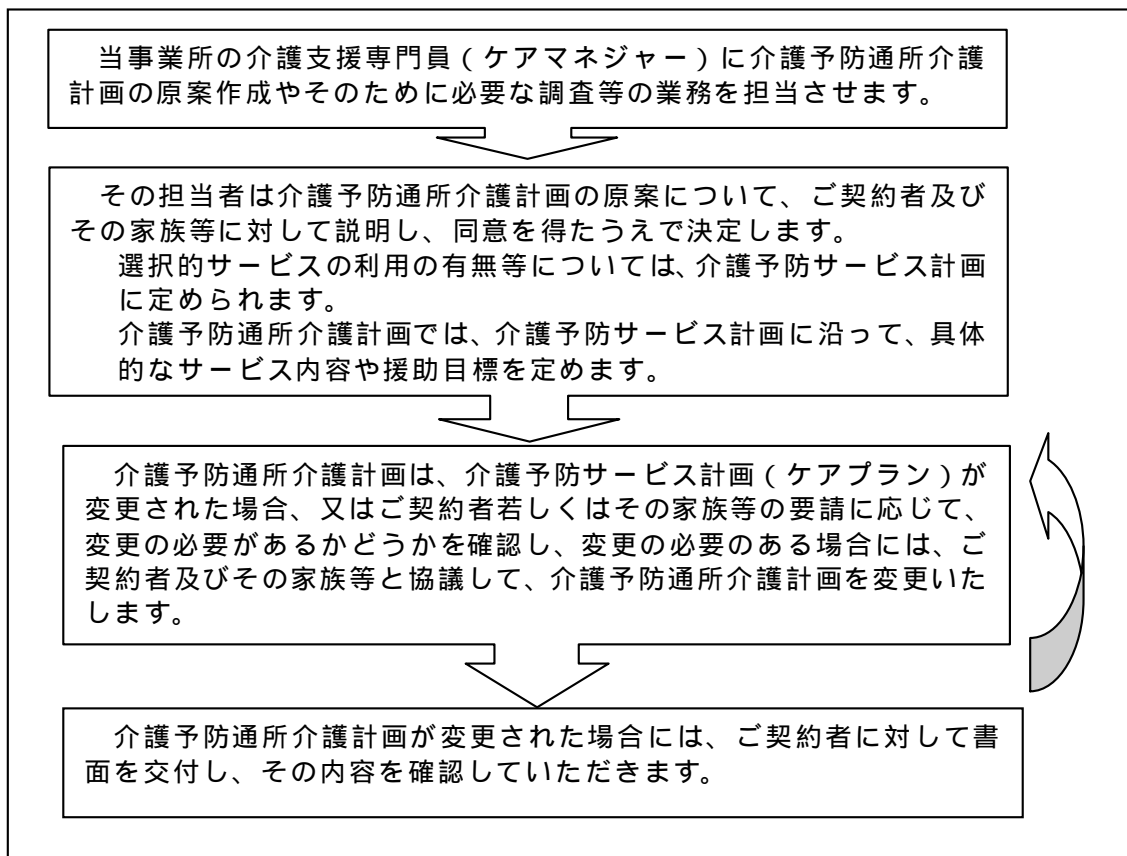 当事業所の介護支援専門員（ケアマネジャー）に介護予防通所介護
計画の原案作成やそのために必要な調査等の業務を担当させます。
その担当者は介護予防通所介護計画の原案について、ご契約者及び
その家族等に対して説明し、同意を得たうえで決定します。
選択的サービスの利用の有無等については、介護予防サービス計画
に定められます。
介護予防通所介護計画では、介護予防サービス計画に沿って、具体
的なサービス内容や援助目標を定めます。
介護予防通所介護計画は、介護予防サービス計画（ケアプラン）が
変更された場合、又はご契約者若しくはその家族等の要請に応じて、
変更の必要があるかどうかを確認し、変更の必要のある場合には、ご
契約者及びその家族等と協議して、介護予防通所介護計画を変更いた
します。
介護予防通所介護計画が変更された場合には、ご契約者に対して書
面を交付し、その内容を確認していただきます。